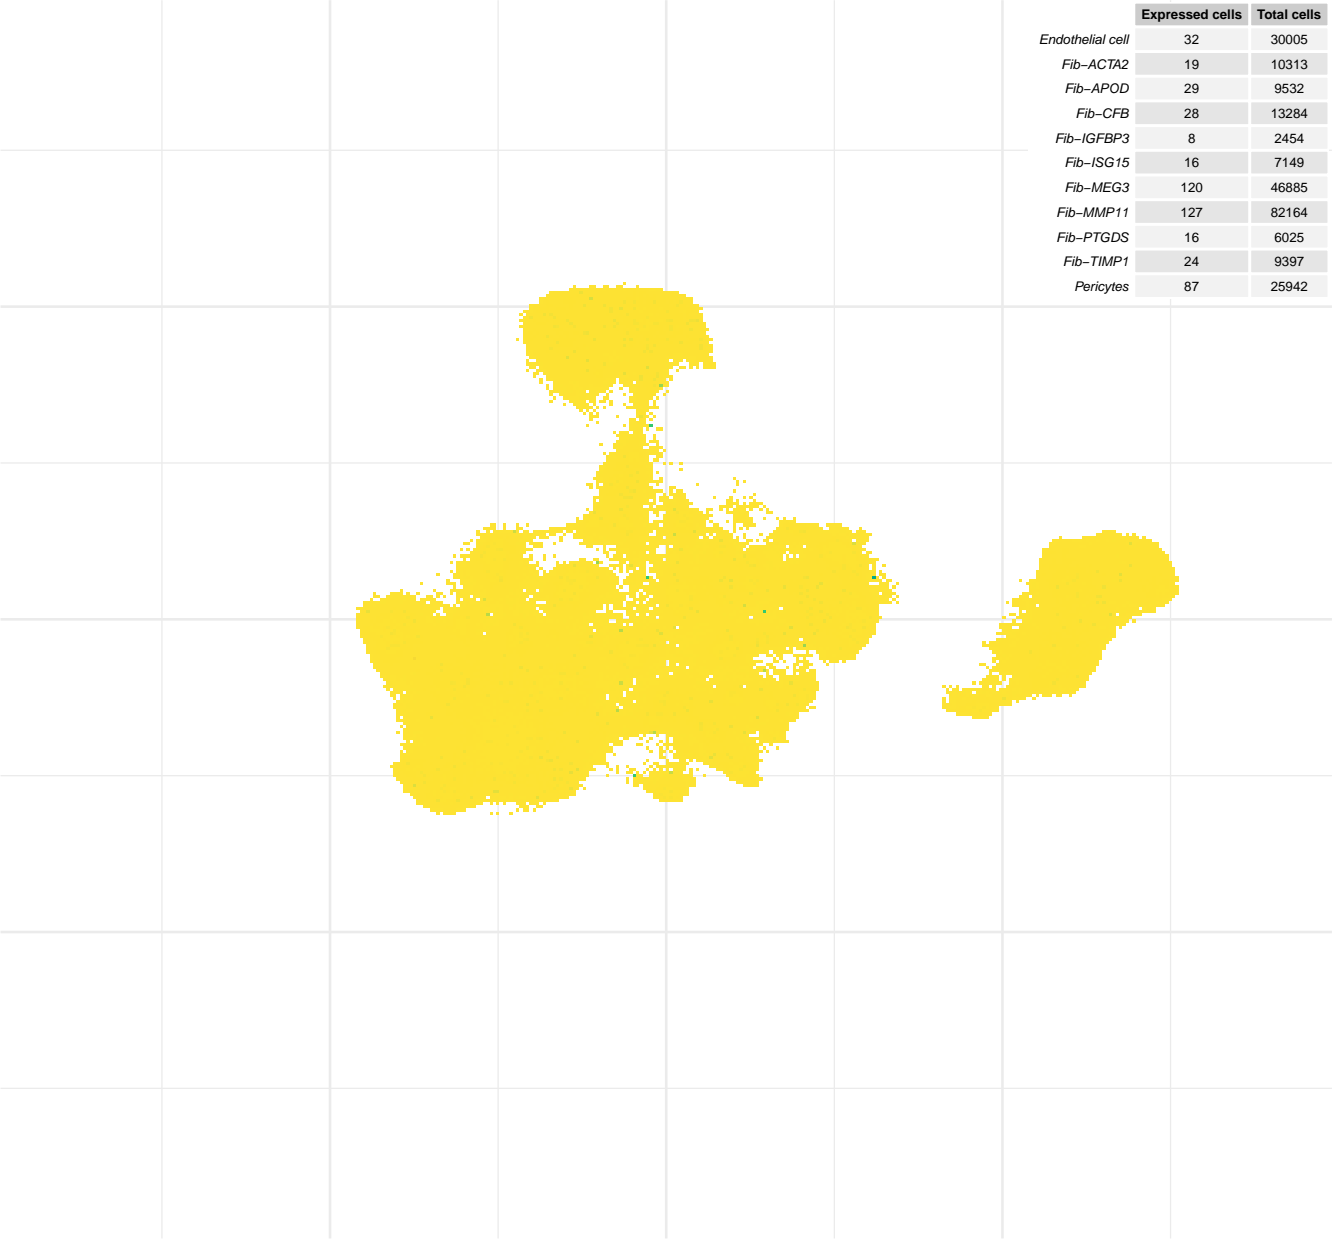 Expressed cells Total cells
Endothelial cell 32 30005
Fib−ACTA2 19 10313
Fib−APOD 29 9532
Fib−CFB 28 13284
Fib−IGFBP3 8 2454
Fib−ISG15 16 7149
Fib−MEG3 120 46885
Fib−MMP11 127 82164
Fib−PTGDS 16 6025
Fib−TIMP1 24 9397
Pericytes 87 25942